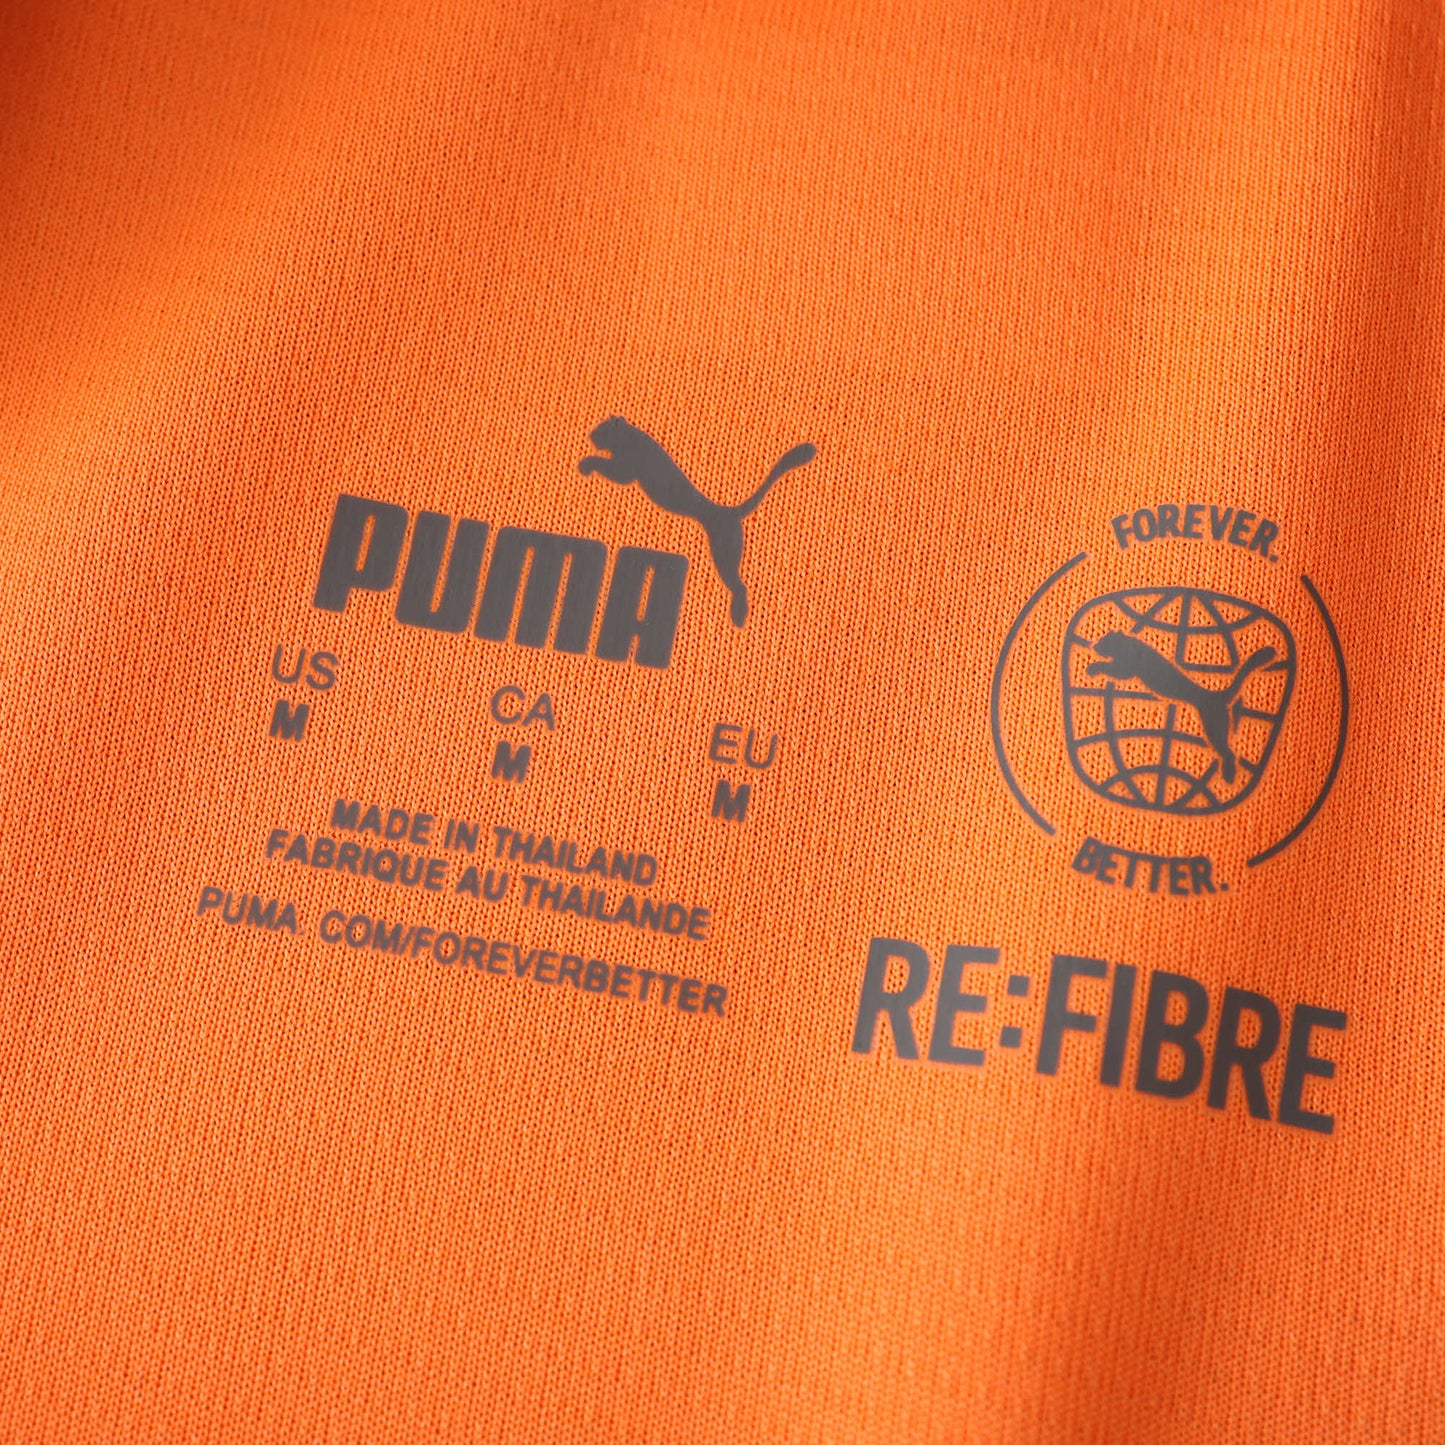 PUMA
US CA EU
M M M
MADE IN THAILAND
FABRIQUE AU THAILANDE
PUMA. COM/FOREVERBETTER
FOREVER.
BETTER.
RE:FIBRE